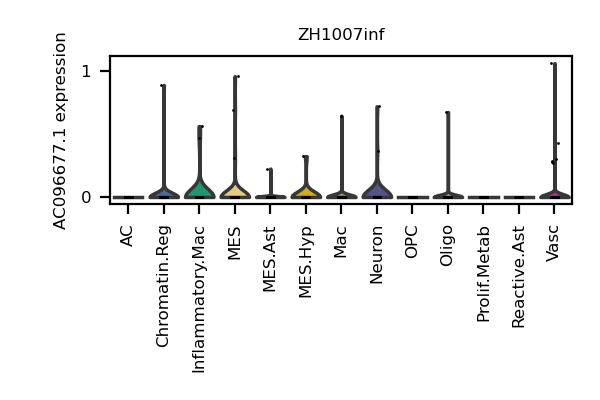 ZH1007inf
AC096677.1 expression
1
0
AC
Chromatin.Reg
Inflammatory.Mac
MES
MES.Ast
MES.Hyp
Mac
Neuron
OPC
Oligo
Prolif.Metab
Reactive.Ast
Vasc